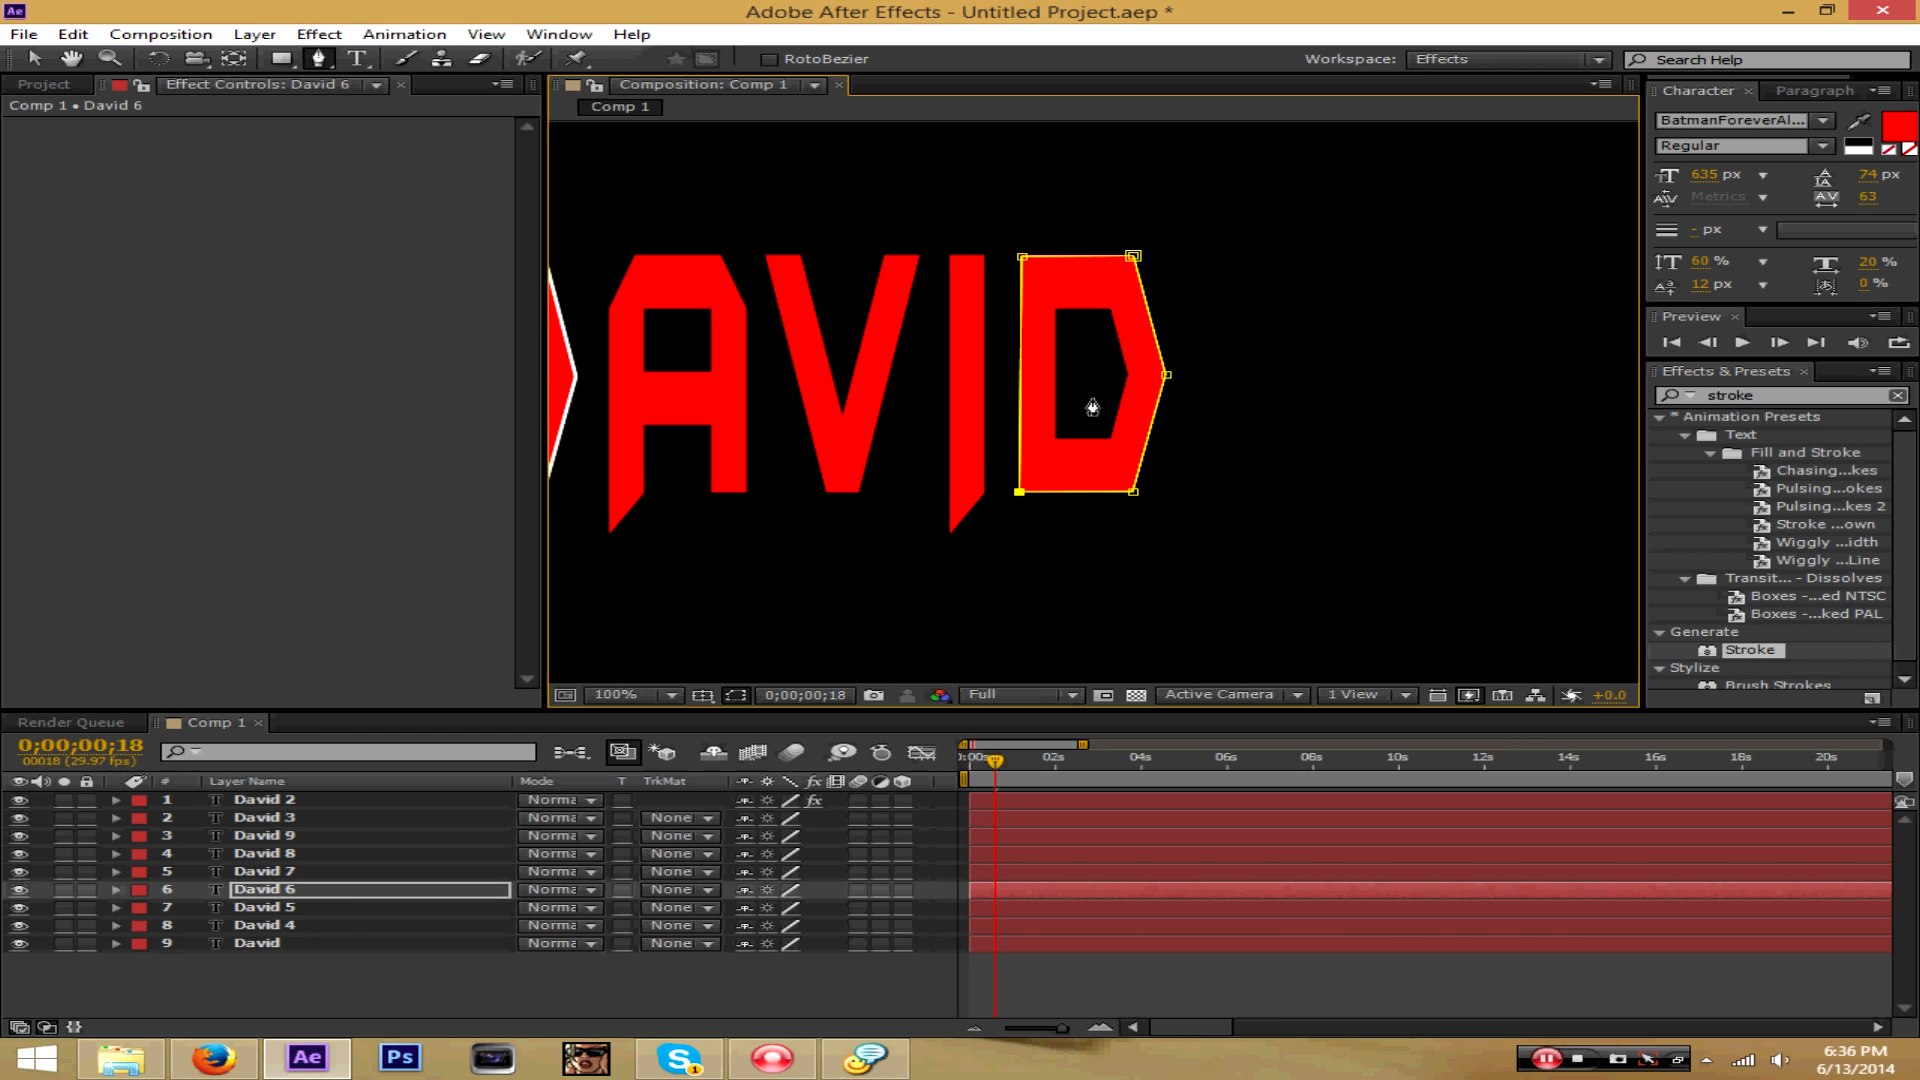 Adobe After Effects - Untitled Project.aep *
File Edit Composition Layer Effect Animation View Window Help
RotoBezier
Workspace: Effects
Search Help
Project Effect Controls: David 6
Comp 1 • David 6
Composition: Comp 1
Comp 1
AVID
100% 0;00;00;18 Full Active Camera 1 View +0.0
Character Paragraph
BatmanForeverAl...
Regular
635 px 74 px
Metrics 63
- px
60 % 20 %
12 px 0 %
Preview
Effects & Presets
stroke
* Animation Presets
Text
Fill and Stroke
Chasing...kes
Pulsing...okes
Pulsing...kes 2
Stroke ...own
Wiggly ...idth
Wiggly ...Line
Transit... - Dissolves
Boxes -...ed NTSC
Boxes -...ked PAL
Generate
Stroke
Stylize
Brush Strokes
Render Queue Comp 1
0;00;00;18
00018 (29.97 fps)
# Layer Name Mode T TrkMat
02s 04s 06s 08s 10s 12s 14s 16s 18s 20s
1 David 2 Norma
2 David 3 Norma None
3 David 9 Norma None
4 David 8 Norma None
5 David 7 Norma None
6 David 6 Norma None
7 David 5 Norma None
8 David 4 Norma None
9 David Norma None
Ae Ps
6:36 PM
6/13/2014